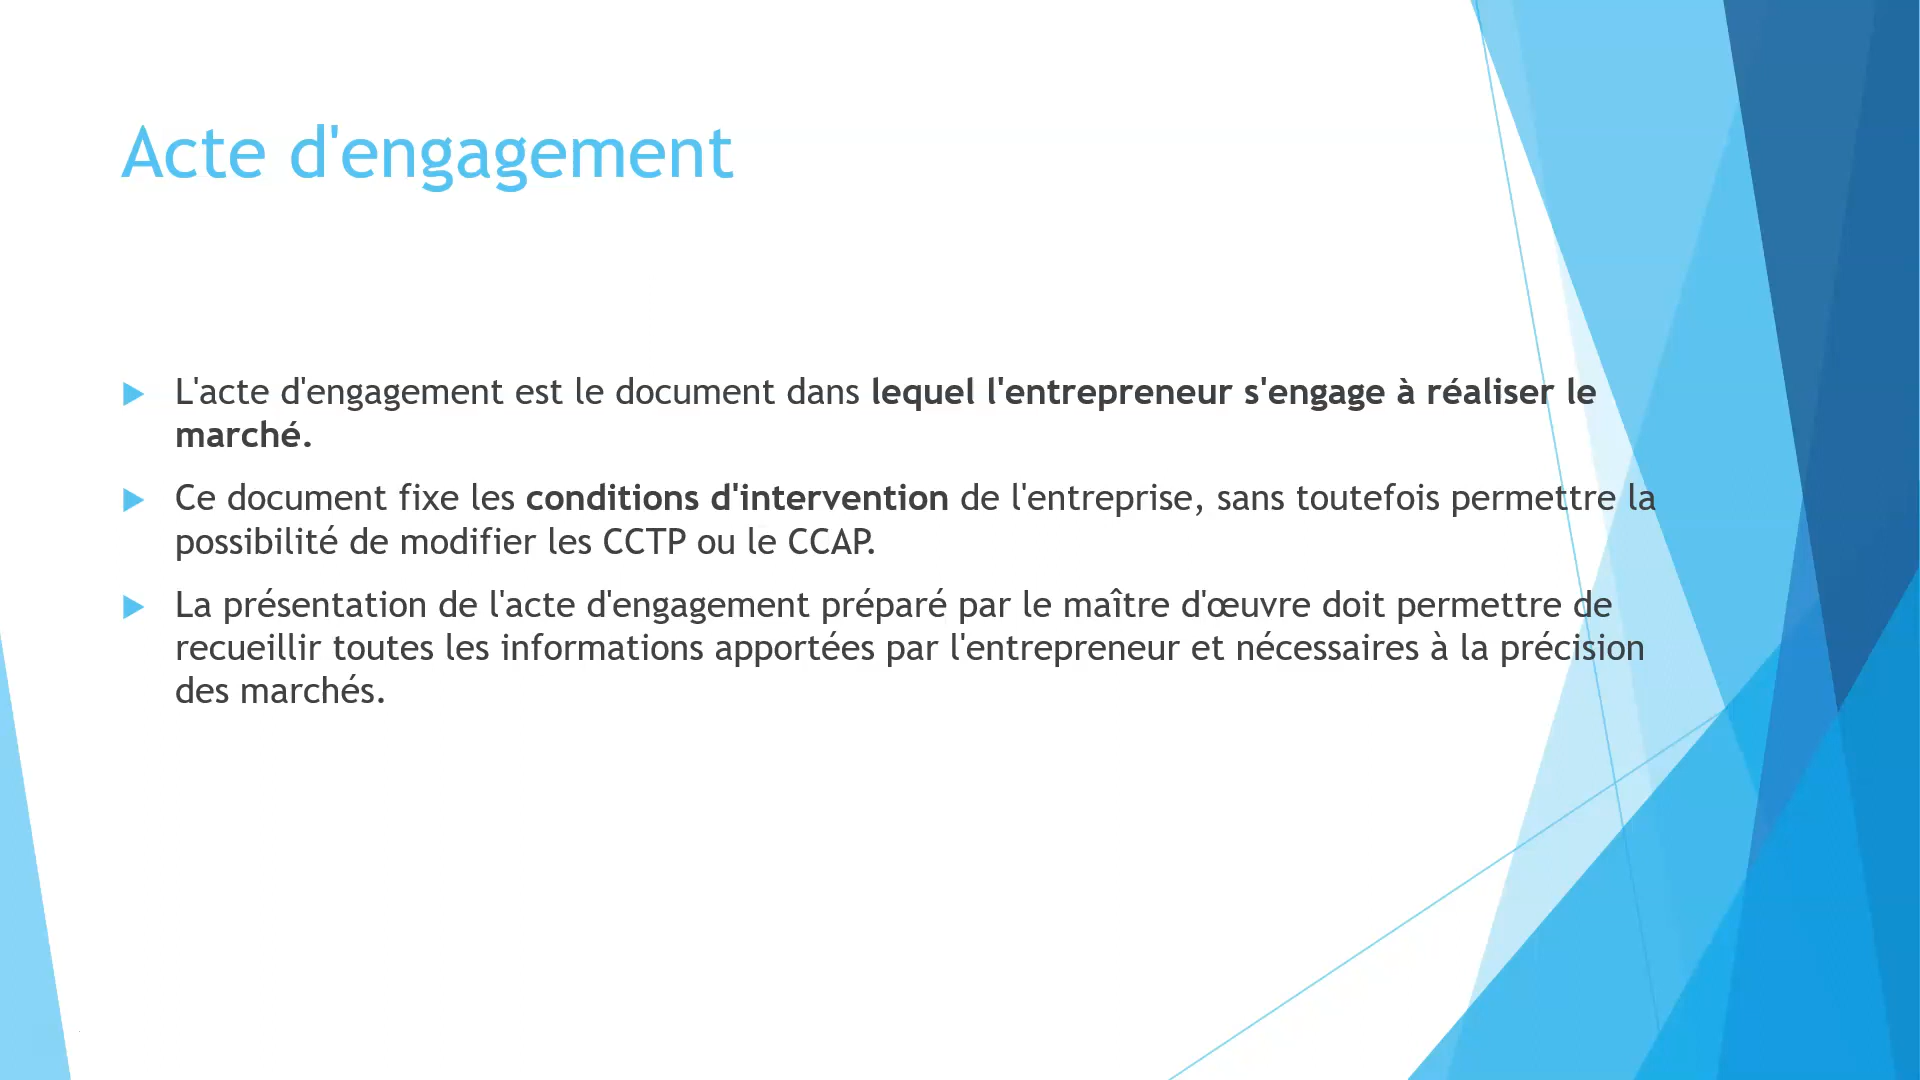 Acte d'engagement
L'acte d'engagement est le document dans lequel l'entrepreneur s'engage à réaliser le
marché.
Ce document fixe les conditions d'intervention de l'entreprise, sans toutefois permettre la
possibilité de modifier les CCTP ou le CCAP.
La présentation de l'acte d'engagement préparé par le maître d'œuvre doit permettre de
recueillir toutes les informations apportées par l'entrepreneur et nécessaires à la précision
des marchés.